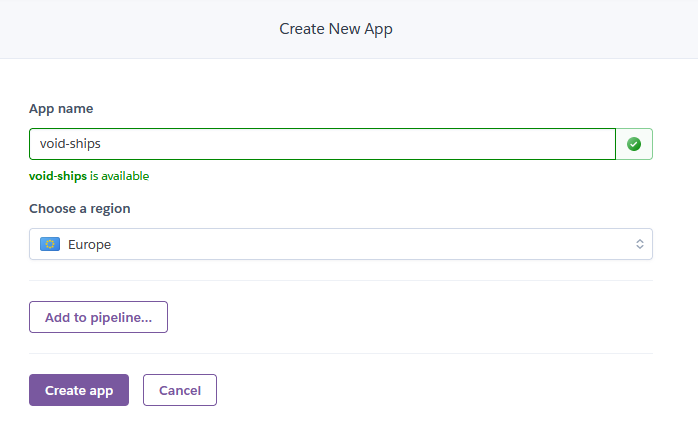 Create New App
App name
void-ships
void-ships is available
Choose a region
Europe
Add to pipeline...
Create app
Cancel